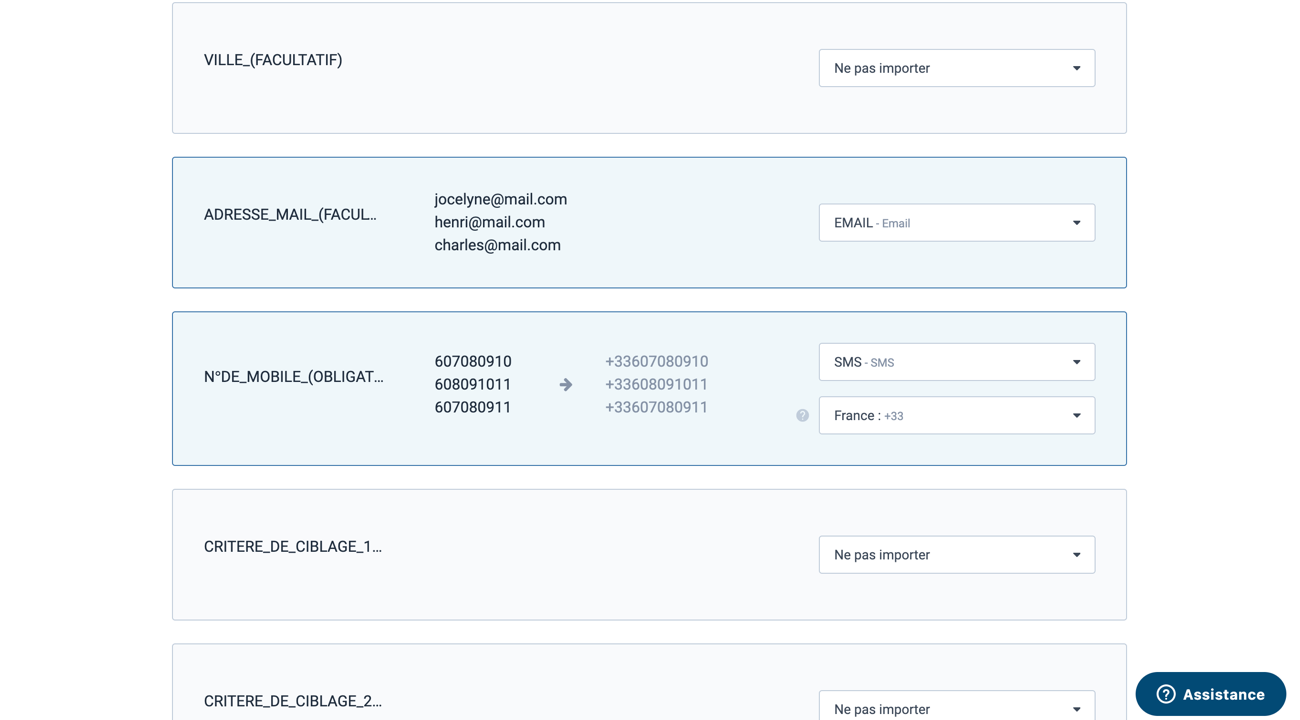 VILLE_(FACULTATIF)
Ne pas importer
ADRESSE_MAIL_(FACUL...
jocelyne@mail.com
henri@mail.com
charles@mail.com
EMAIL - Email
N°DE_MOBILE_(OBLIGAT...
607080910
608091011
607080911
+33607080910
+33608091011
+33607080911
SMS - SMS
France : +33
CRITERE_DE_CIBLAGE_1...
Ne pas importer
CRITERE_DE_CIBLAGE_2...
Ne pas importer
Assistance